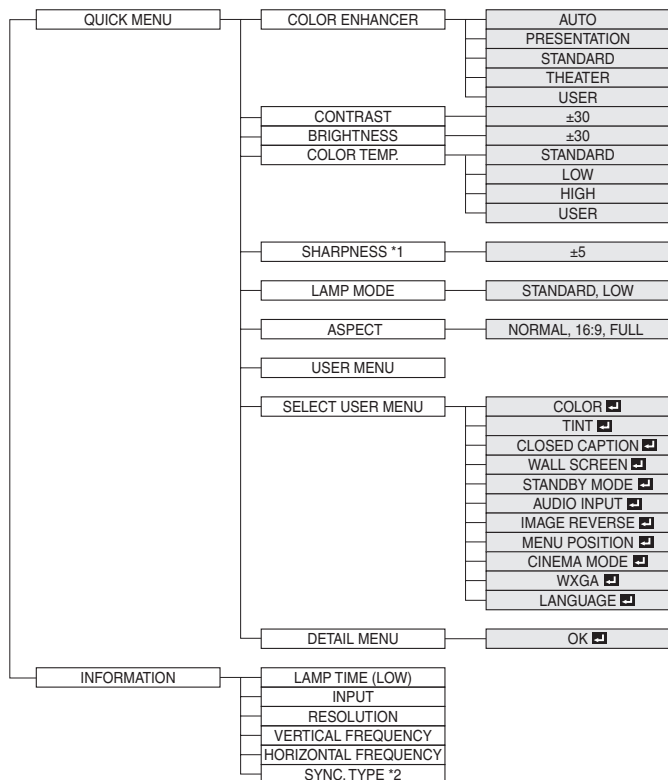 QUICK MENU
COLOR ENHANCER
AUTO
PRESENTATION
STANDARD
THEATER
USER
CONTRAST
±30
BRIGHTNESS
±30
COLOR TEMP.
STANDARD
LOW
HIGH
USER
SHARPNESS *1
±5
LAMP MODE
STANDARD, LOW
ASPECT
NORMAL, 16:9, FULL
USER MENU
SELECT USER MENU
COLOR
TINT
CLOSED CAPTION
WALL SCREEN
STANDBY MODE
AUDIO INPUT
IMAGE REVERSE
MENU POSITION
CINEMA MODE
WXGA
LANGUAGE
DETAIL MENU
OK
INFORMATION
LAMP TIME (LOW)
INPUT
RESOLUTION
VERTICAL FREQUENCY
HORIZONTAL FREQUENCY
SYNC. TYPE *2